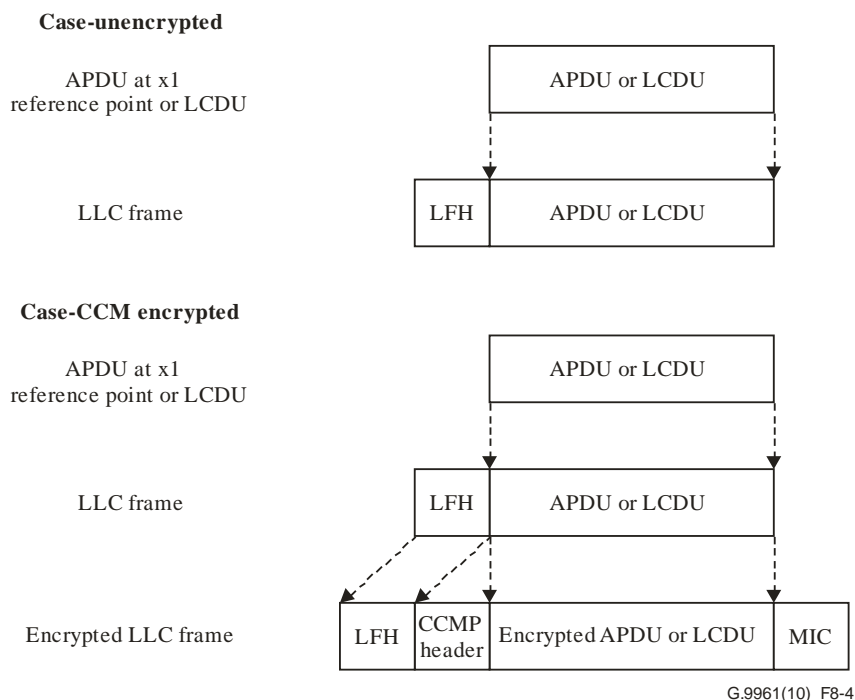 Case-unencrypted
APDU at x1
reference point or LCDU
APDU or LCDU
LLC frame
LFH
APDU or LCDU
Case-CCM encrypted
APDU at x1
reference point or LCDU
APDU or LCDU
LLC frame
LFH
APDU or LCDU
Encrypted LLC frame
LFH
CCMP
header
Encrypted APDU or LCDU
MIC
G.9961(10)_F8-4